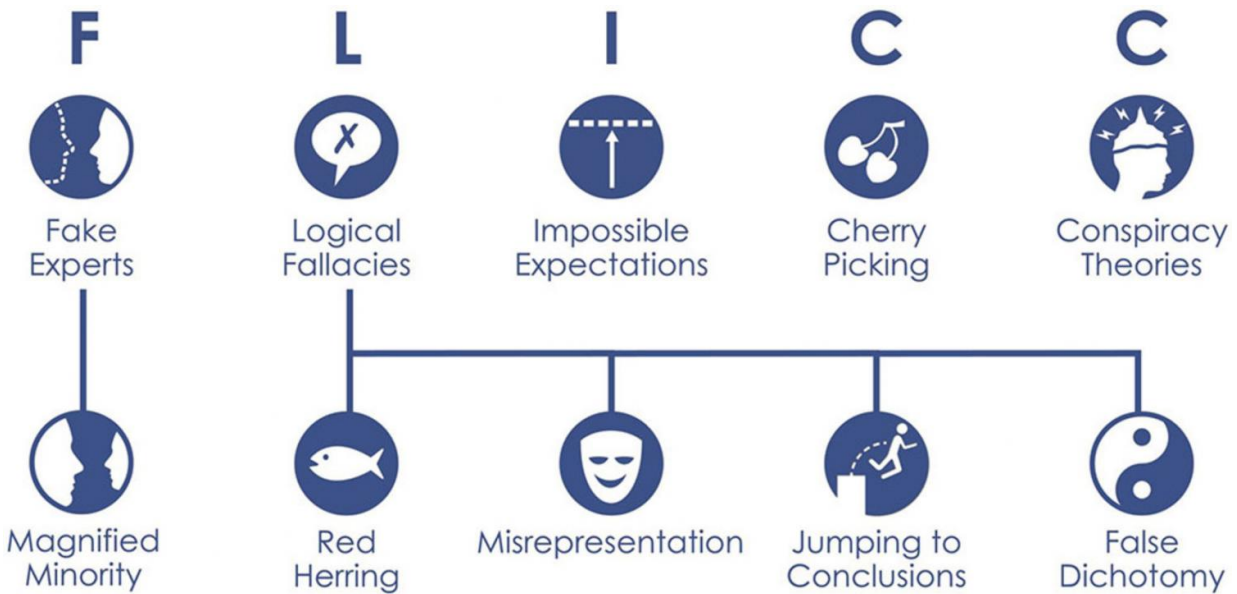 F L I C C
X
Fake
Experts
Logical
Fallacies
Impossible
Expectations
Cherry
Picking
Conspiracy
Theories
Magnified
Minority
Red
Herring
Misrepresentation
Jumping to
Conclusions
False
Dichotomy